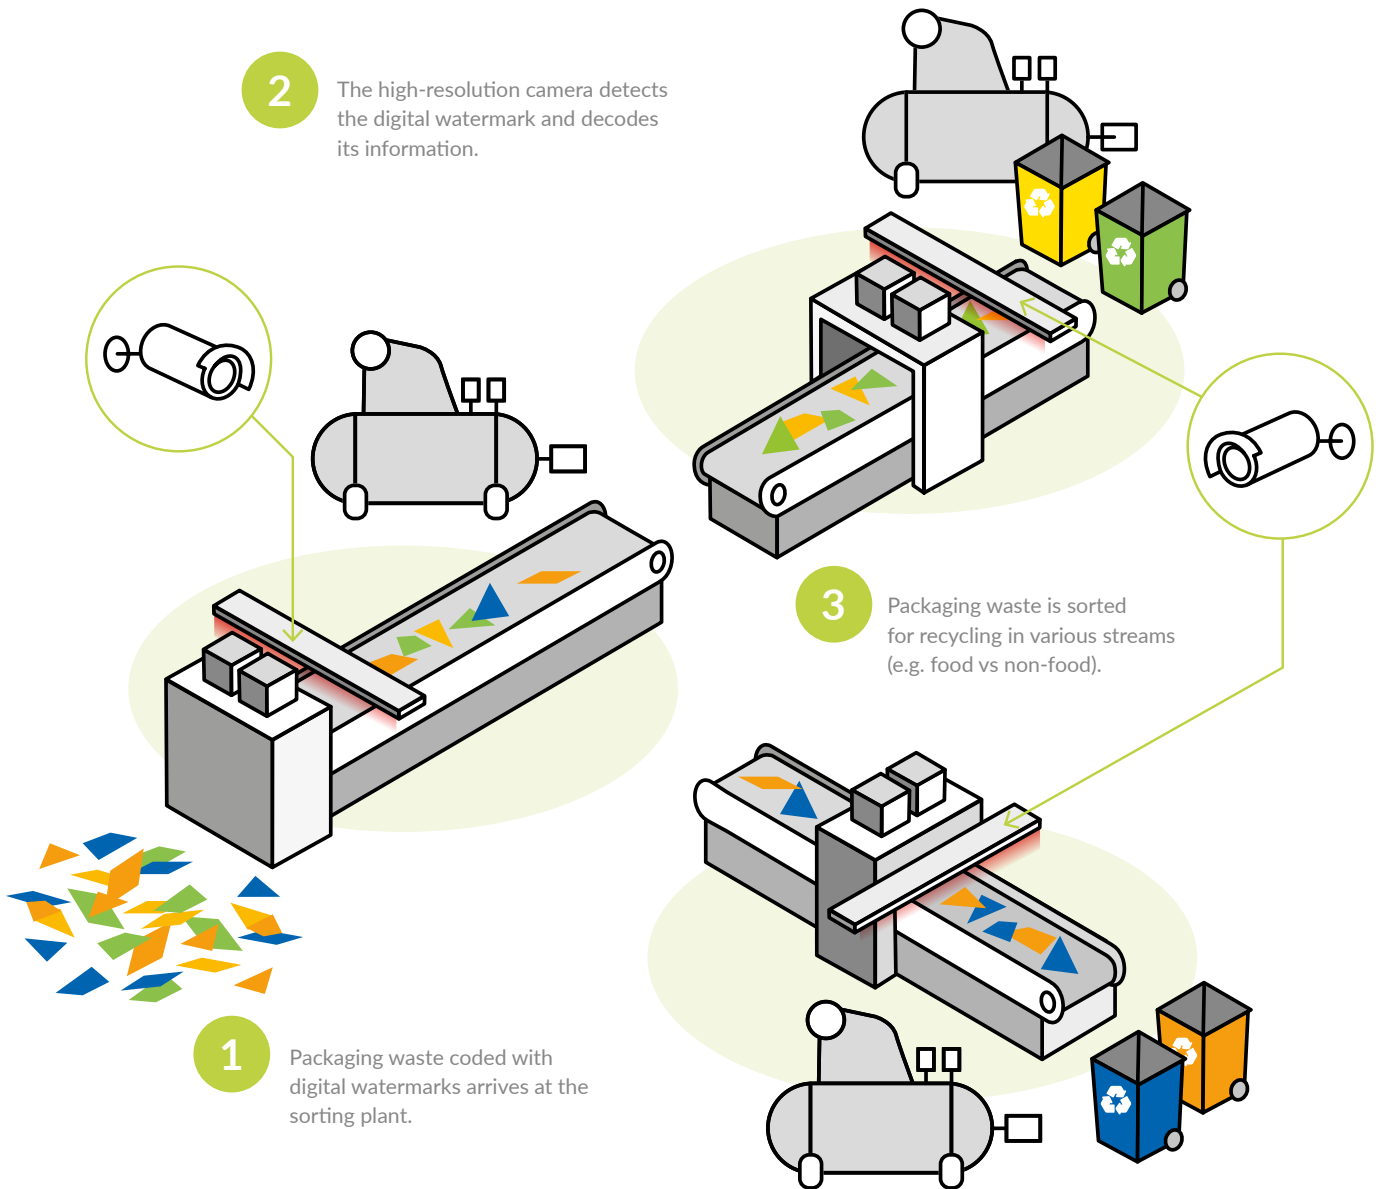 2
The high-resolution camera detects
the digital watermark and decodes
its information.
3
Packaging waste is sorted
for recycling in various streams
(e.g. food vs non-food).
1
Packaging waste coded with
digital watermarks arrives at the
sorting plant.